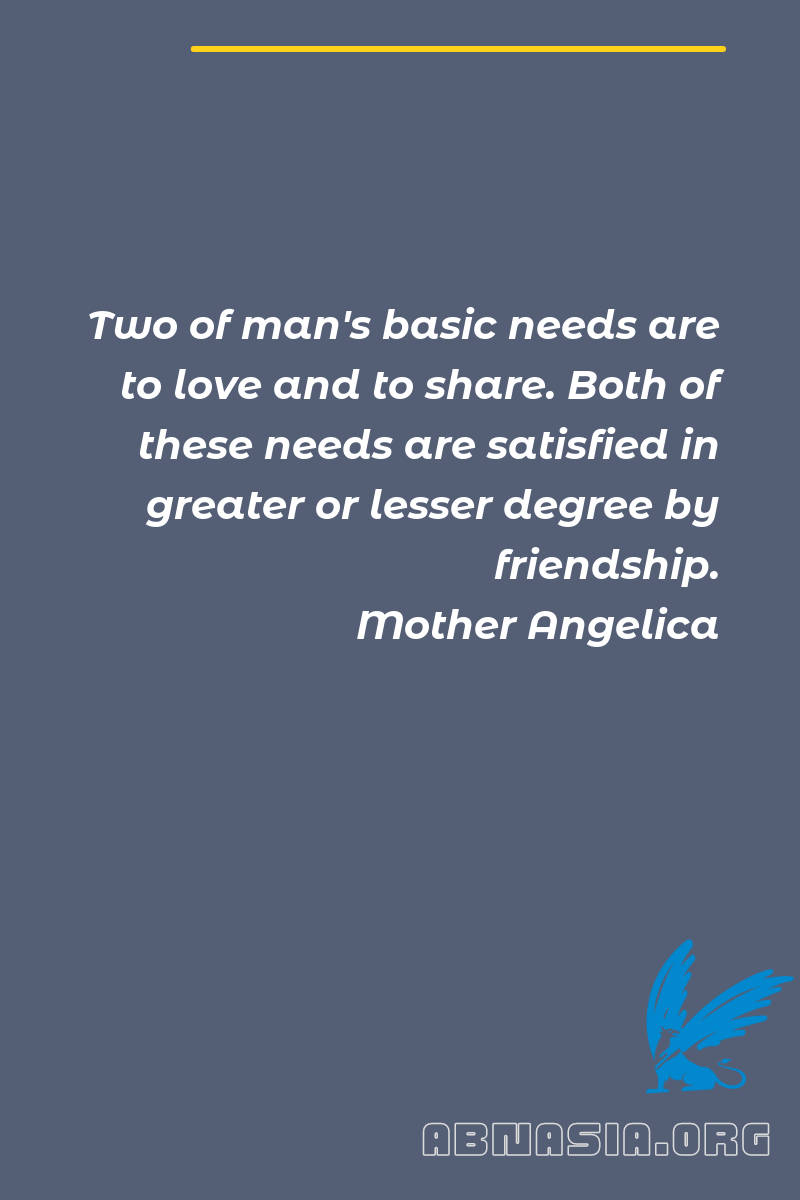 Two of man's basic needs are
to love and to share. Both of
these needs are satisfied in
greater or lesser degree by
friendship.
Mother Angelica
ABNASIA.ORG